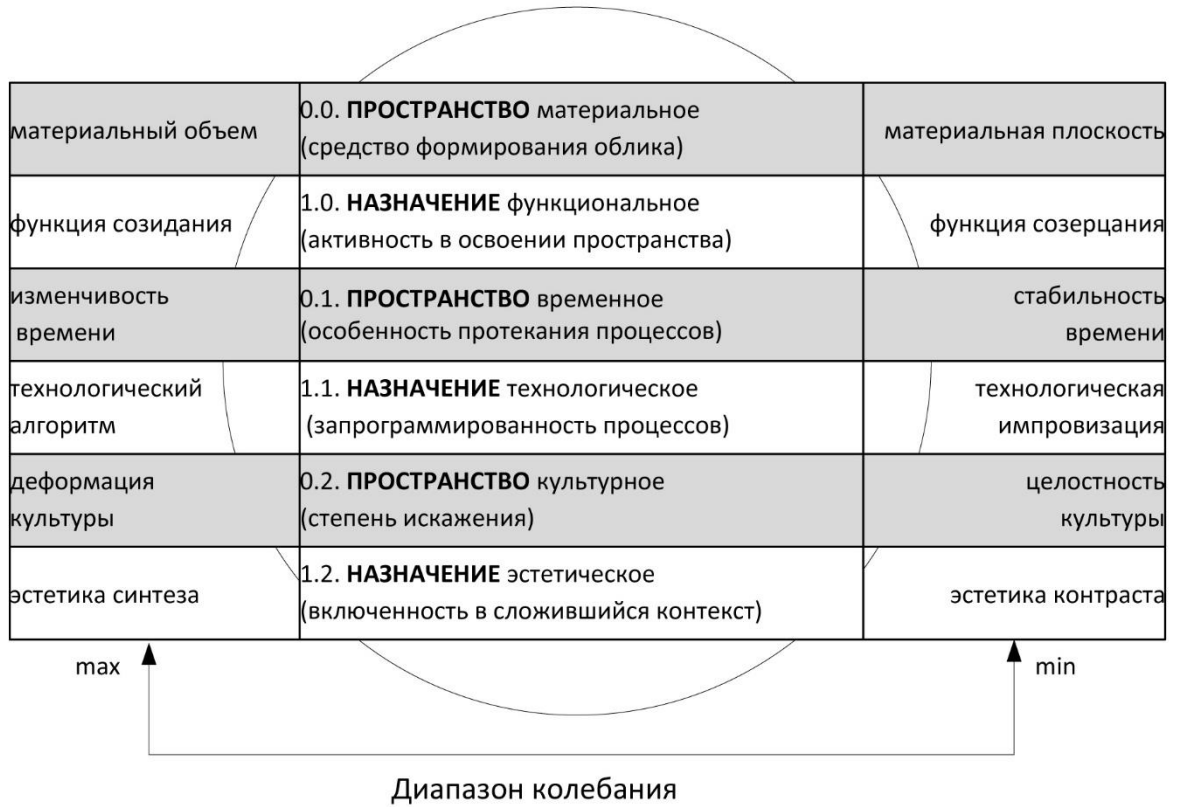 материальный объем
0.0. ПРОСТРАНСТВО материальное
(средство формирования облика)
материальная плоскость
функция созидания
1.0. НАЗНАЧЕНИЕ функциональное
(активность в освоении пространства)
функция созерцания
изменчивость
времени
0.1. ПРОСТРАНСТВО временное
(особенность протекания процессов)
стабильность
времени
технологический
алгоритм
1.1. НАЗНАЧЕНИЕ технологическое
(запрограммированность процессов)
технологическая
импровизация
деформация
культуры
0.2. ПРОСТРАНСТВО культурное
(степень искажения)
целостность
культуры
эстетика синтеза
1.2. НАЗНАЧЕНИЕ эстетическое
(включенность в сложившийся контекст)
эстетика контраста
max
min
Диапазон колебания